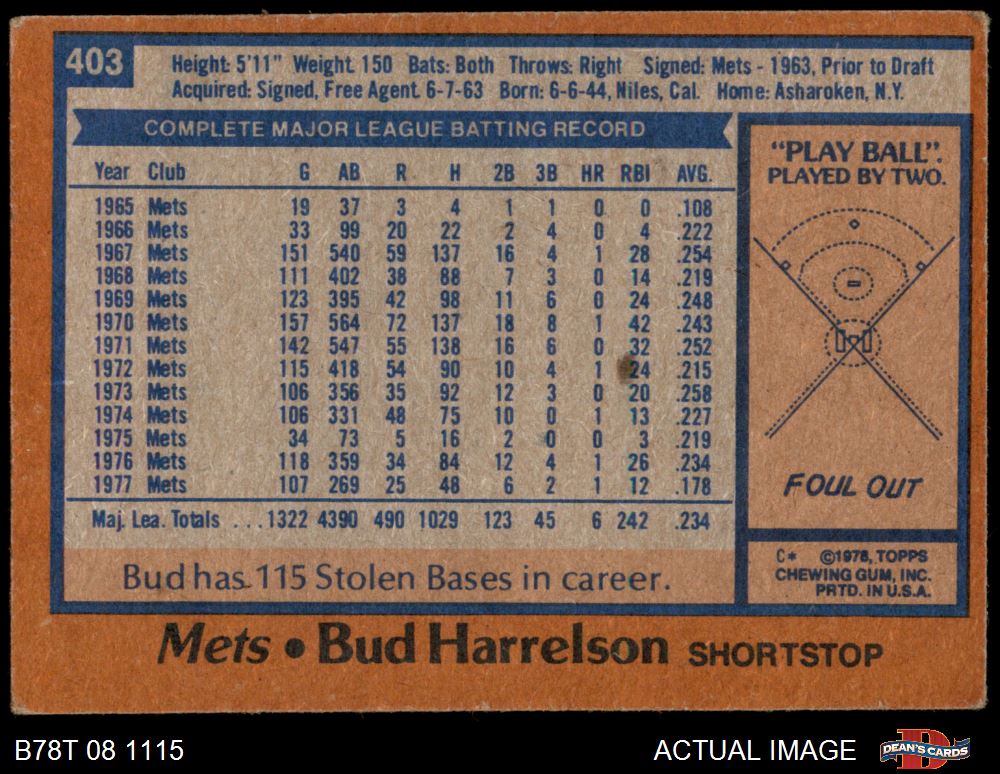 403
Height: 5'11" Weight: 150 Bats: Both Throws: Right Signed: Mets - 1963, Prior to Draft
Acquired: Signed, Free Agent 6-7-63 Born: 6-6-44, Niles, Cal. Home: Asharoken, N.Y.
COMPLETE MAJOR LEAGUE BATTING RECORD
Year Club G AB R H 2B 3B HR RBI AVG.
1965 Mets 19 37 3 4 1 1 0 0 .108
1966 Mets 33 99 20 22 2 4 0 4 .222
1967 Mets 151 540 59 137 16 4 1 28 .254
1968 Mets 111 402 38 88 7 3 0 14 .219
1969 Mets 123 395 42 98 11 6 0 24 .248
1970 Mets 157 564 72 137 18 8 1 42 .243
1971 Mets 142 547 55 138 16 6 0 32 .252
1972 Mets 115 418 54 90 10 4 1 24 .215
1973 Mets 106 356 35 92 12 3 0 20 .258
1974 Mets 106 331 48 75 10 0 1 13 .227
1975 Mets 34 73 5 16 2 0 0 3 .219
1976 Mets 118 359 34 84 12 4 1 26 .234
1977 Mets 107 269 25 48 6 2 1 12 .178
Maj. Lea. Totals ...1322 4390 490 1029 123 45 6 242 .234
Bud has 115 Stolen Bases in career.
"PLAY BALL".
PLAYED BY TWO.
FOUL OUT
C* ©1978, TOPPS
CHEWING GUM, INC.
PRTD. IN U.S.A.
Mets • Bud Harrelson SHORTSTOP
B78T 08 1115
ACTUAL IMAGE
DEAN'S CARDS